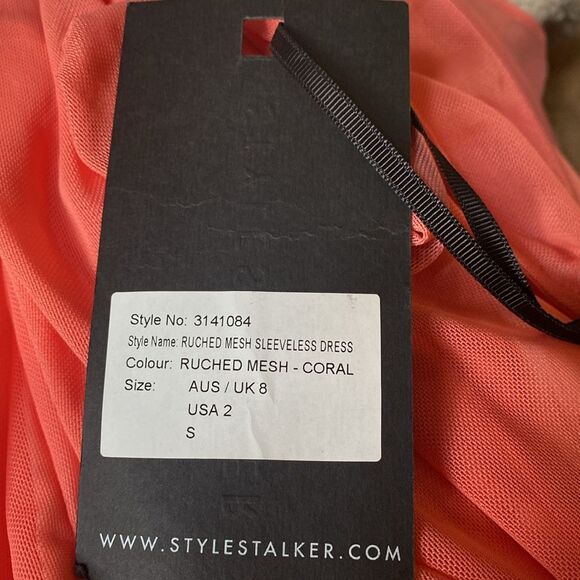 Style No: 3141084
Style Name: RUCHED MESH SLEEVELESS DRESS
Colour: RUCHED MESH - CORAL
Size: AUS / UK 8
USA 2
S
WWW.STYLESTALKER.COM